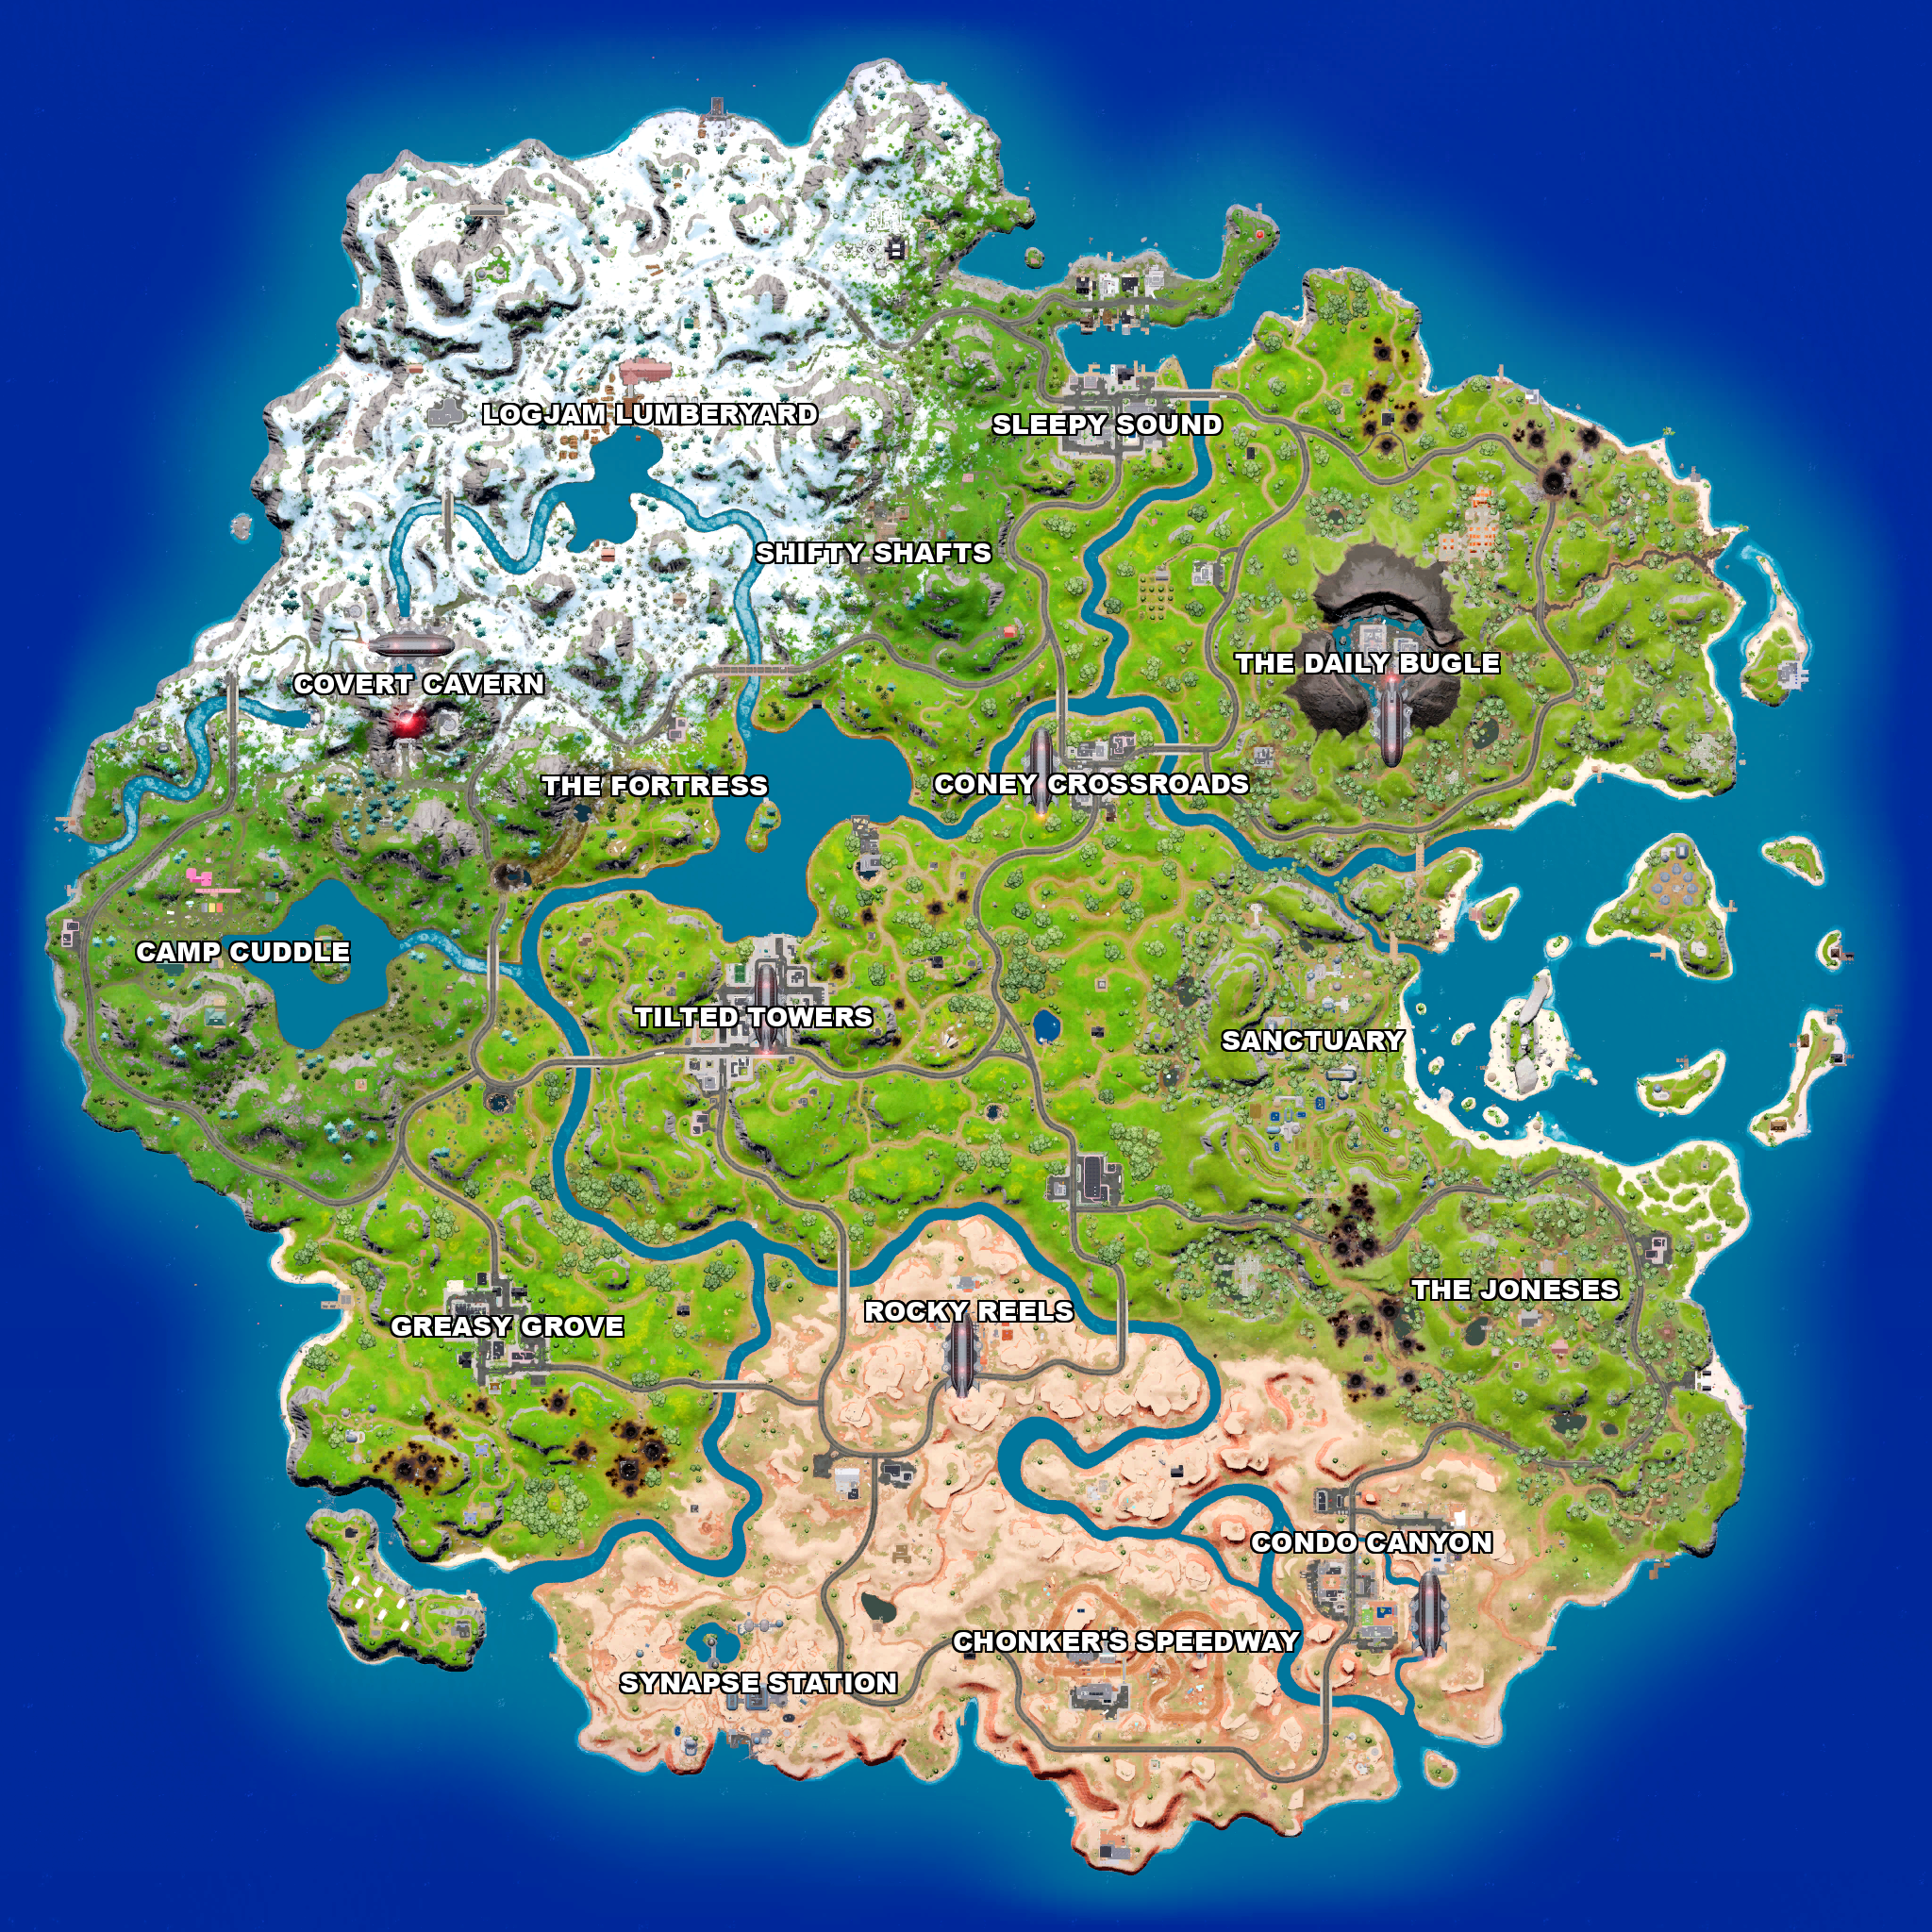 LOGJAM LUMBERYARD
SLEEPY SOUND
SHIFTY SHAFTS
THE DAILY BUGLE
COVERT CAVERN
THE FORTRESS
CONEY CROSSROADS
CAMP CUDDLE
TILTED TOWERS
SANCTUARY
THE JONESES
ROCKY REELS
GREASY GROVE
CONDO CANYON
CHONKER'S SPEEDWAY
SYNAPSE STATION